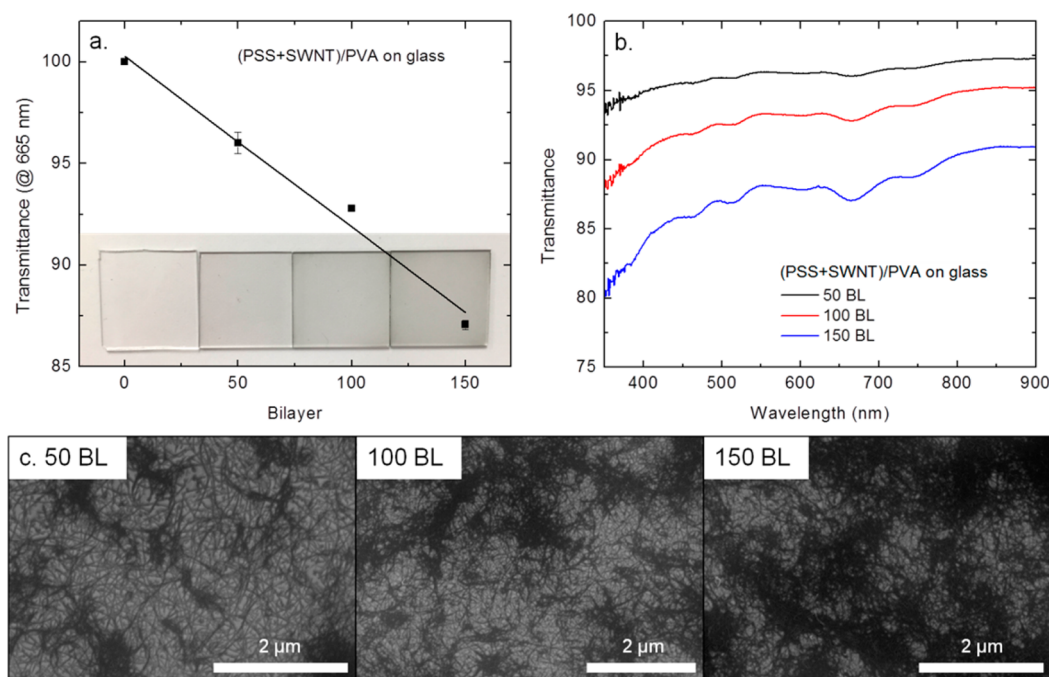 a.
(PSS+SWNT)/PVA on glass
Transmittance (@ 665 nm)
100
95
90
85
0
50
100
150
Bilayer
b.
Transmittance
100
95
90
85
80
75
(PSS+SWNT)/PVA on glass
50 BL
100 BL
150 BL
400
500
600
700
800
900
Wavelength (nm)
c. 50 BL
2 µm
100 BL
2 µm
150 BL
2 µm